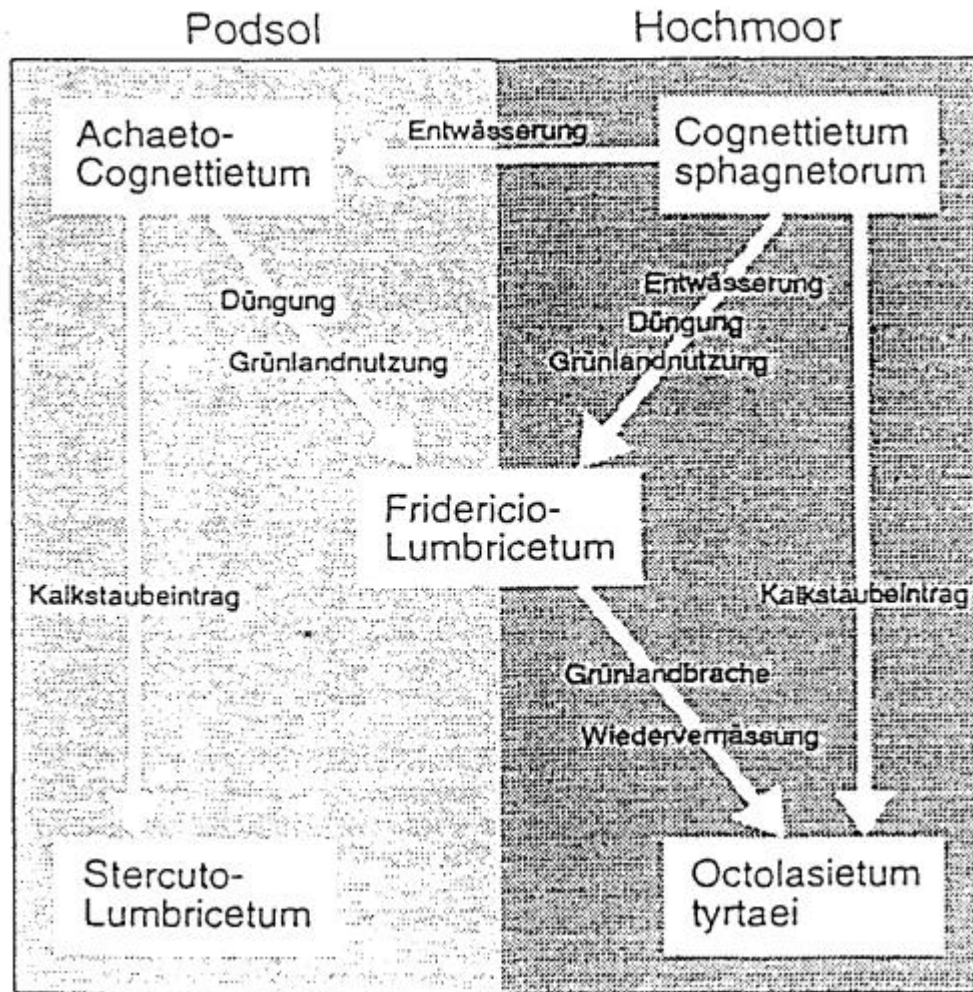 Podsol
Hochmoor
Achaeto-
Cognettietum
Entwässerung
Cognettietum
sphagnetorum
Düngung
Grünlandnutzung
Entwässerung
Düngung
Grünlandnutzung
Fridericio-
Lumbricetum
Kalkstaubeintrag
Kalkstaubeintrag
Grünlandbrache
Wiedervernässung
Stercuto-
Lumbricetum
Octolasietum
tyrtaei